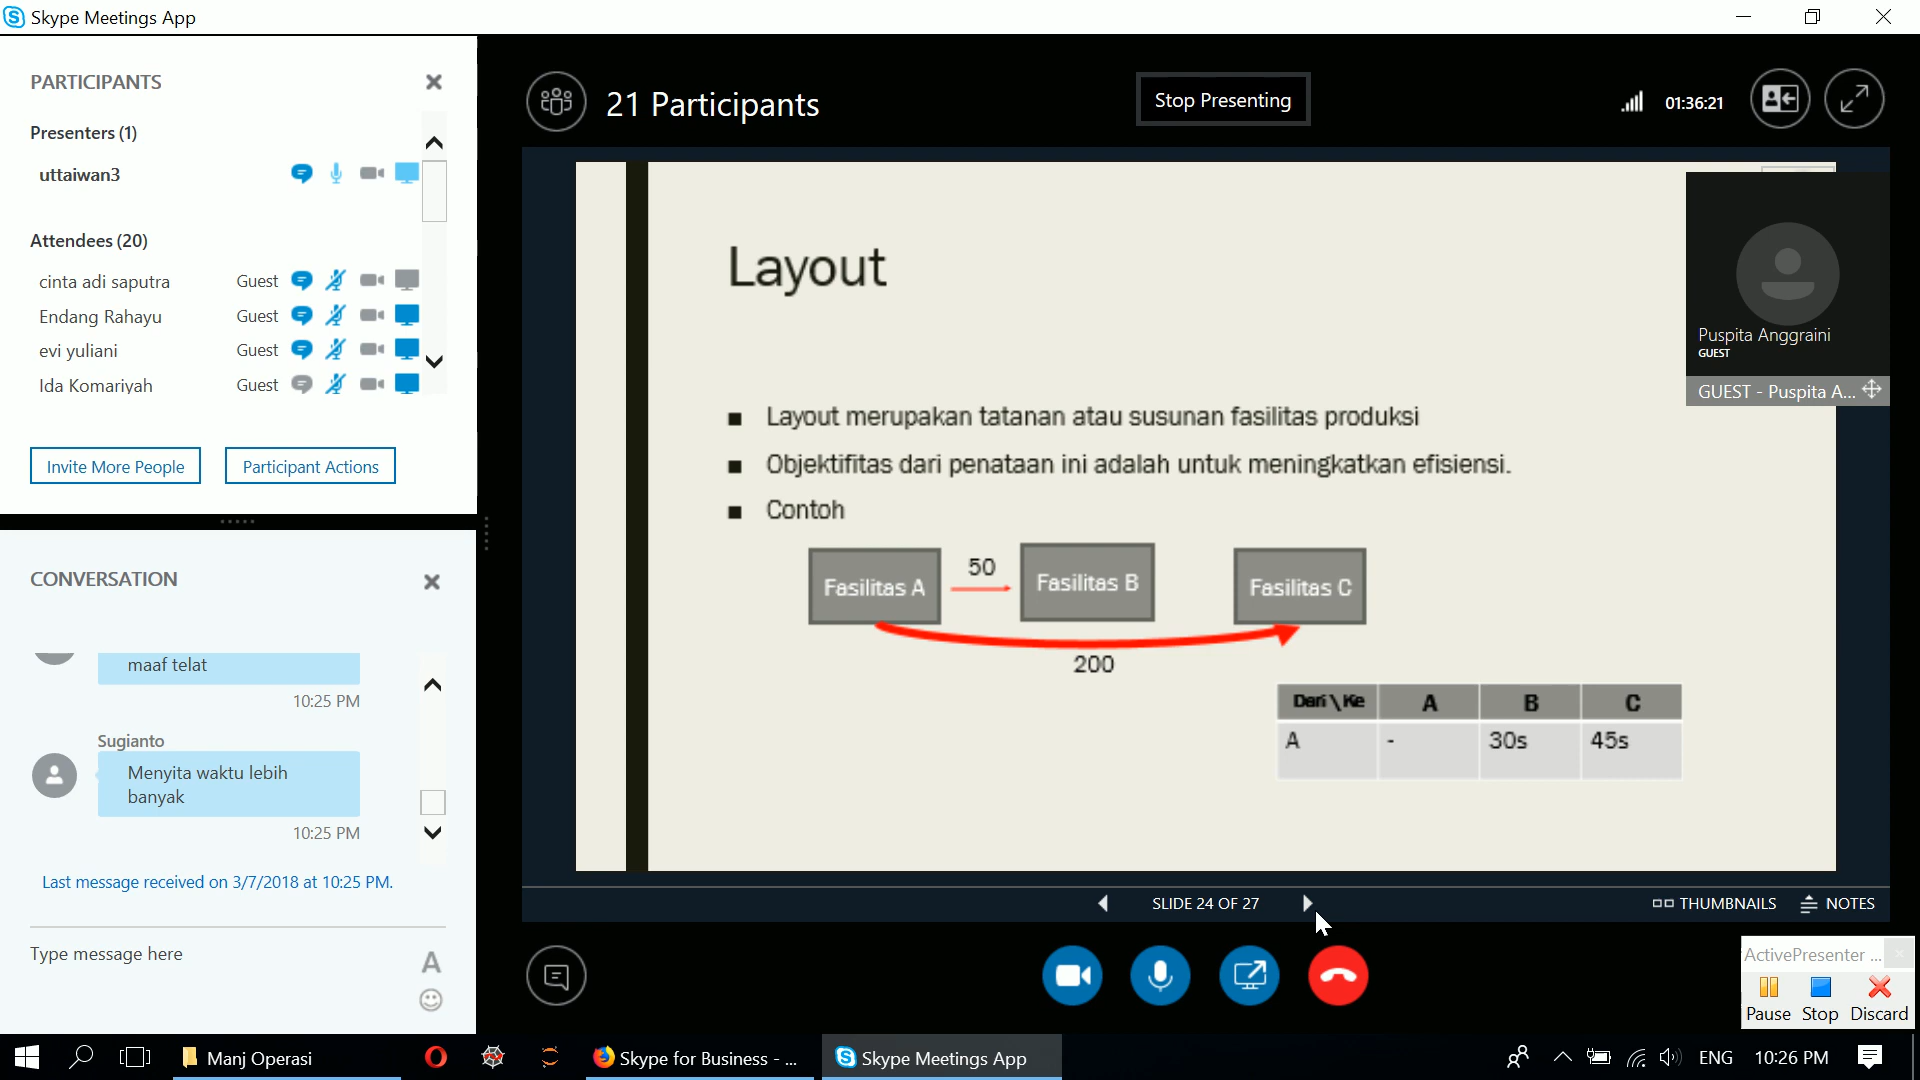 Skype Meetings App
PARTICIPANTS
Presenters (1)
uttaiwan3
Attendees (20)
cinta adi saputra Guest
Endang Rahayu Guest
evi yuliani Guest
Ida Komariyah Guest
Invite More People Participant Actions
CONVERSATION
maaf telat
10:25 PM
Sugianto
Menyita waktu lebih
banyak
10:25 PM
Last message received on 3/7/2018 at 10:25 PM.
Type message here
A
21 Participants
Stop Presenting
01:36:21
Layout
Puspita Anggraini
GUEST
GUEST - Puspita A...
Layout merupakan tatanan atau susunan fasilitas produksi
Objektifitas dari penataan ini adalah untuk meningkatkan efisiensi.
Contoh
Fasilitas A 50 Fasilitas B Fasilitas C
200
Dari \ Ke A B C
A - 30s 45s
SLIDE 24 OF 27
THUMBNAILS NOTES
ActivePresenter ...
Pause Stop Discard
Manj Operasi
Skype for Business - ...
Skype Meetings App
ENG 10:26 PM